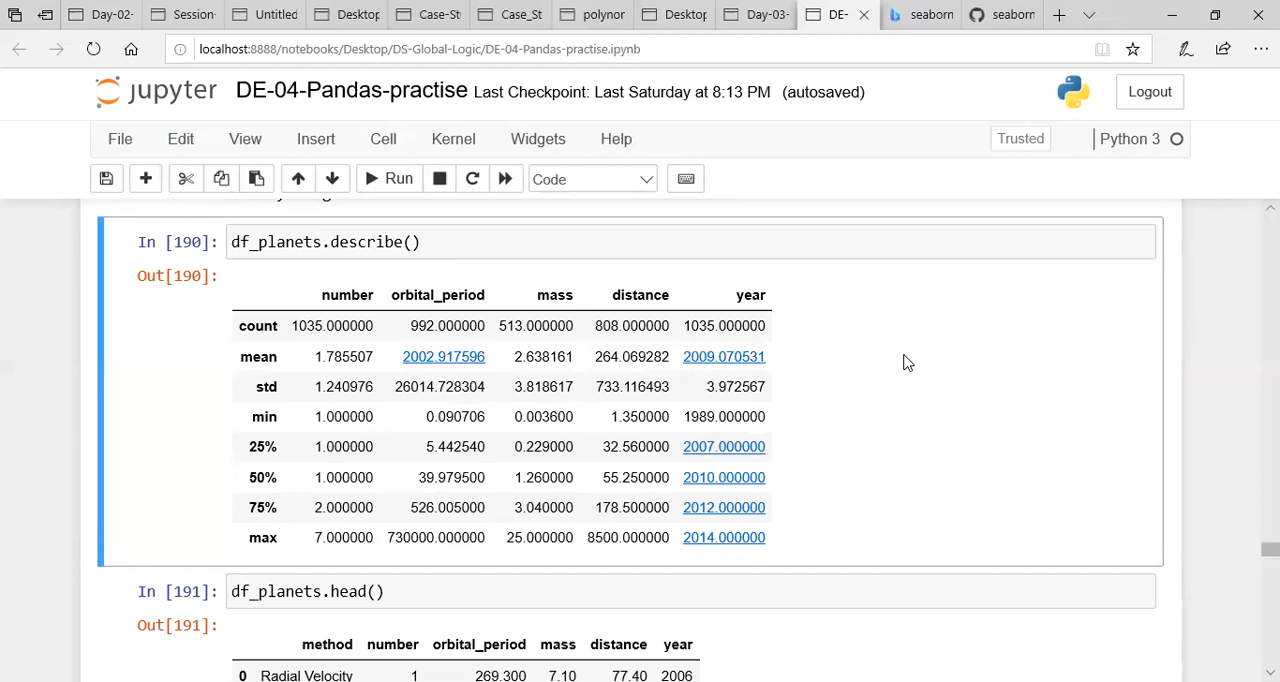 Day-02- Session- Untitled Desktop Case-St Case_St polynor Desktop Day-03- DE- seaborn seaborn
localhost:8888/notebooks/Desktop/DS-Global-Logic/DE-04-Pandas-practise.ipynb
jupyter DE-04-Pandas-practise Last Checkpoint: Last Saturday at 8:13 PM (autosaved) Logout
File Edit View Insert Cell Kernel Widgets Help Trusted Python 3
Run Code
In [190]: df_planets.describe()
Out[190]:
number orbital_period mass distance year
count 1035.000000 992.000000 513.000000 808.000000 1035.000000
mean 1.785507 2002.917596 2.638161 264.069282 2009.070531
std 1.240976 26014.728304 3.818617 733.116493 3.972567
min 1.000000 0.090706 0.003600 1.350000 1989.000000
25% 1.000000 5.442540 0.229000 32.560000 2007.000000
50% 1.000000 39.979500 1.260000 55.250000 2010.000000
75% 2.000000 526.005000 3.040000 178.500000 2012.000000
max 7.000000 730000.000000 25.000000 8500.000000 2014.000000
In [191]: df_planets.head()
Out[191]:
method number orbital_period mass distance year
0 Radial Velocity 1 269.300 7.10 77.40 2006